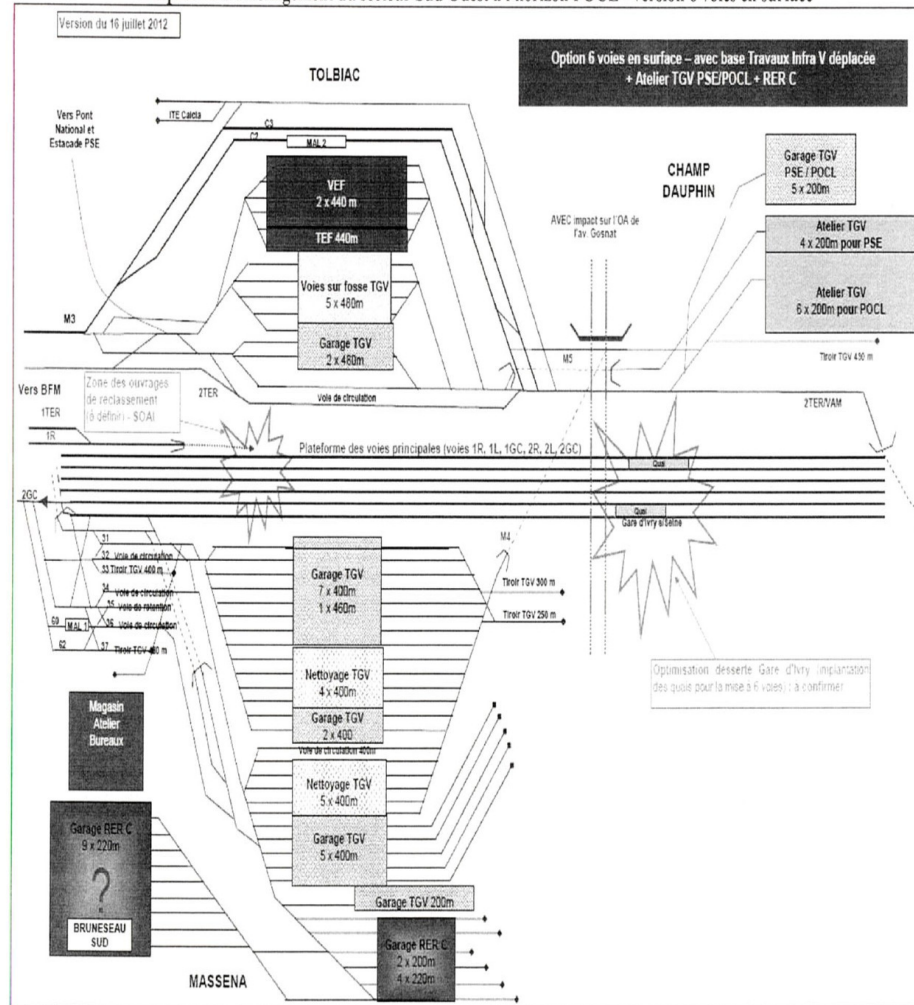 Version du 16 juillet 2012
Option 6 voies en surface – avec base Travaux Infra V déplacée
+ Atelier TGV PSE/POCL + RER C
TOLBIAC
Vers Pont
National et
Estacade PSE
ITE Calcia
C3
C2
MAL 2
VEF
2 x 440 m
TEF 440m
Voies sur fosse TGV
5 x 480m
Garage TGV
2 x 480m
CHAMP
DAUPHIN
Garage TGV
PSE / POCL
5 x 200m
AVEC impact sur l'OA de
l'av. Gosnat
Atelier TGV
4 x 200m pour PSE
Atelier TGV
6 x 200m pour POCL
M3
M5
Tiroir TGV 450 m
Vers BFM
1TER
1R
Zone des ouvrages
de reclassement
(à définir) - SDAI
2TER
Voie de circulation
2TER/VAM
Plateforme des voies principales (voies 1R, 1L, 1GC, 2R, 2L, 2GC)
Quai
Quai
Gare d'Ivry s/seine
2GC
M4
31
32 Voie de circulation
33 Tiroir TGV 400 m
34 Voie de circulation
35 Voie de retention
60
MAL 1
36 Voie de circulation
62
37
Garage TGV
7 x 400m
1 x 460m
Tiroir TGV 300 m
Tiroir TGV 250 m
Nettoyage TGV
4 x 400m
Garage TGV
2 x 400
Voie de circulation 400m
Nettoyage TGV
5 x 400m
Garage TGV
5 x 400m
Garage TGV 200m
Optimisation desserte Gare d'Ivry (implantation
des quais pour la mise à 6 voies) : à confirmer
Magasin
Atelier
Bureaux
Garage RER C
9 x 220m
?
BRUNESEAU
SUD
Garage RER C
2 x 200m
4 x 220m
MASSENA